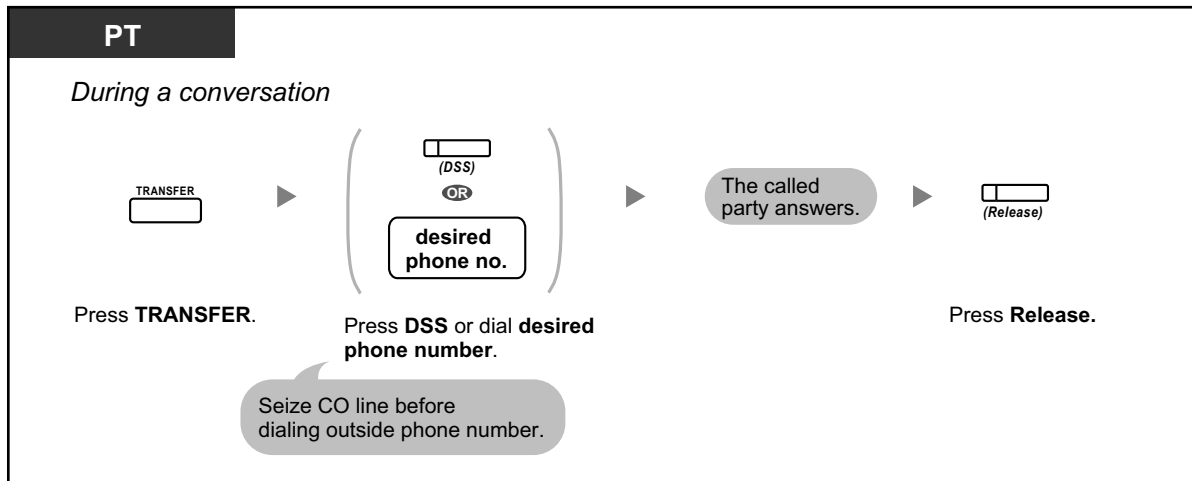 PT
During a conversation
TRANSFER
(DSS)
OR
desired
phone no.
The called
party answers.
(Release)
Press TRANSFER.
Press DSS or dial desired
phone number.
Press Release.
Seize CO line before
dialing outside phone number.